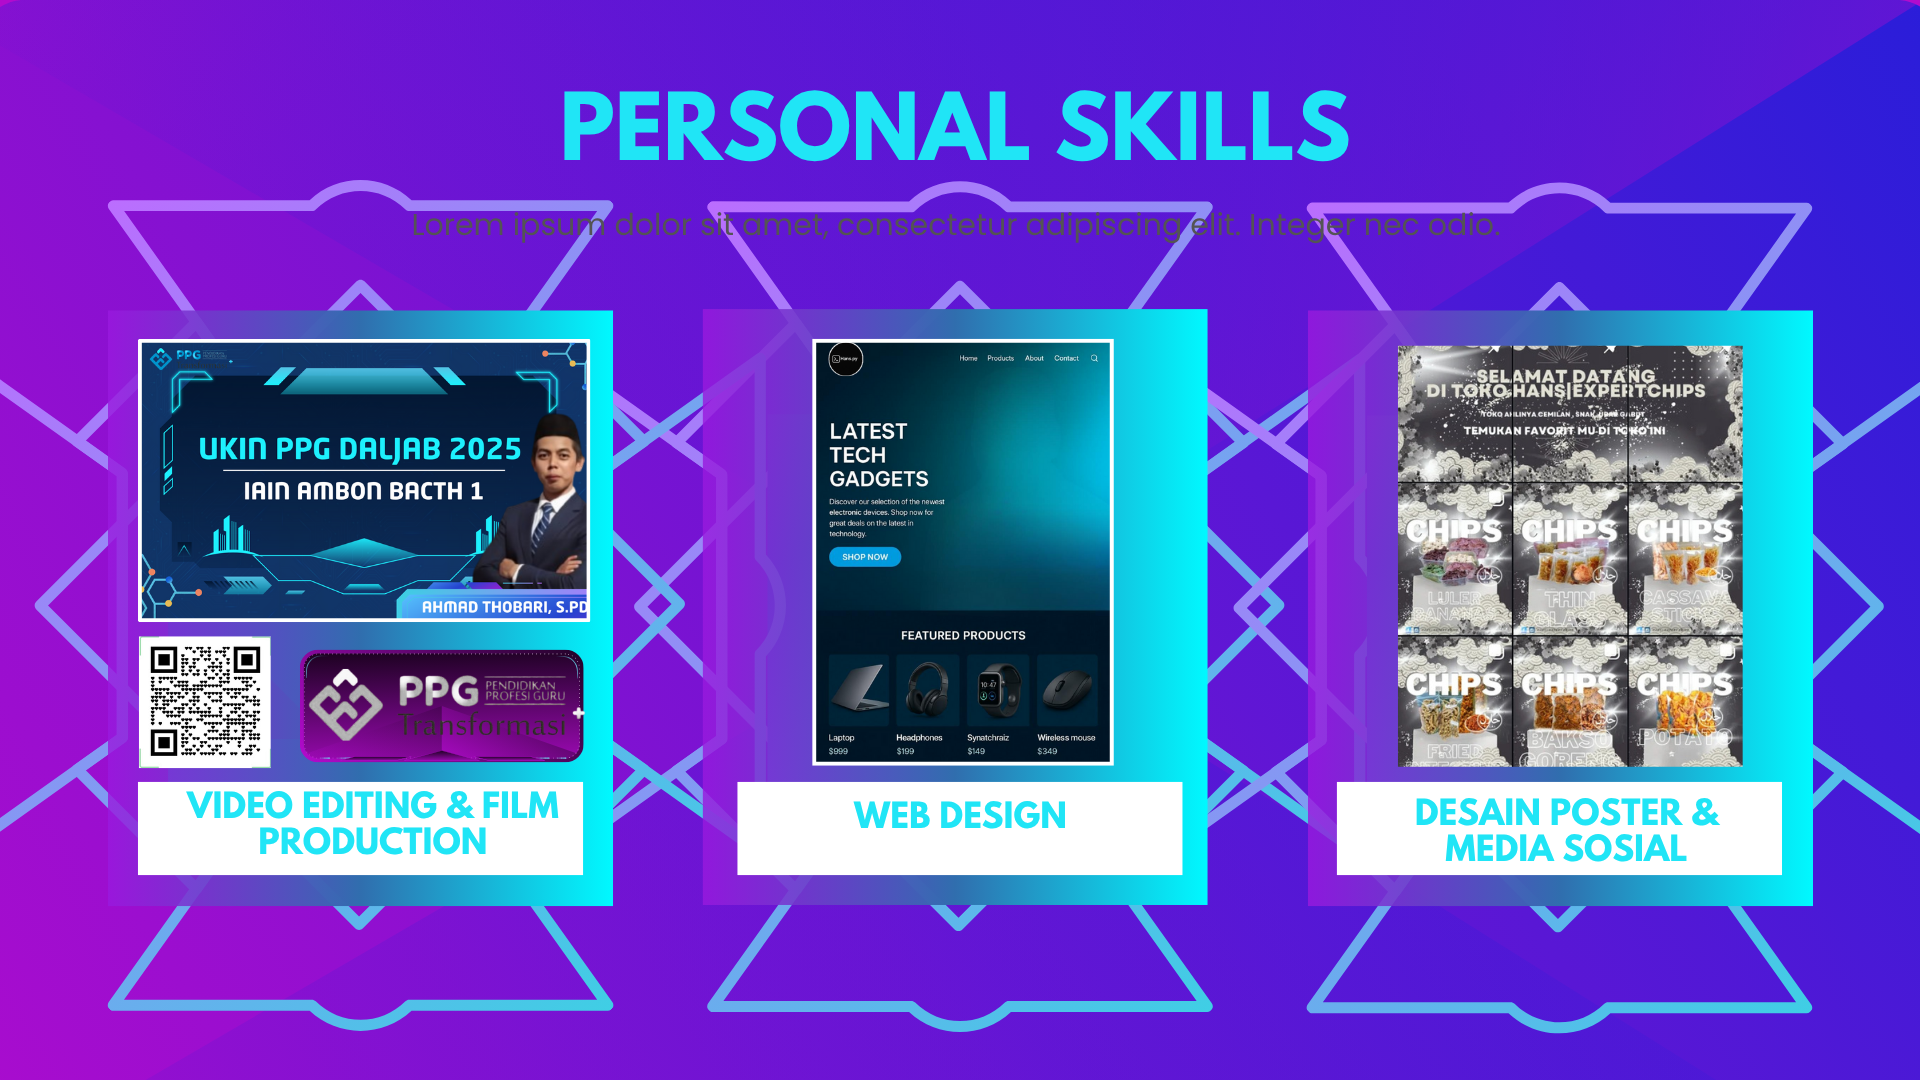 PERSONAL SKILLS
Lorem ipsum dolor sit amet, consectetur adipiscing elit. Integer nec odio.
PPG
UKIN PPG DALJAB 2025
IAIN AMBON BACTH 1
AHMAD THOBARI, S.PD
PPG PENDIDIKAN
PROFESI GURU
Transformasi
VIDEO EDITING & FILM
PRODUCTION
Home Products About Contact
LATEST
TECH
GADGETS
Discover our selection of the newest
electronic devices. Shop now for
great deals on the latest in
technology.
SHOP NOW
FEATURED PRODUCTS
Laptop Headphones Synatchraiz Wireless mouse
$999 $199 $149 $349
WEB DESIGN
SELAMAT DATANG
DI TOKO HANS|EXPERTCHIPS
TEMUKAN FAVORIT MU DI TOKO INI
CHIPS CHIPS CHIPS
THIN CASSAVA
CHIPS CHIPS CHIPS
FRIED BAKSO POTATO
GORENG
DESAIN POSTER &
MEDIA SOSIAL